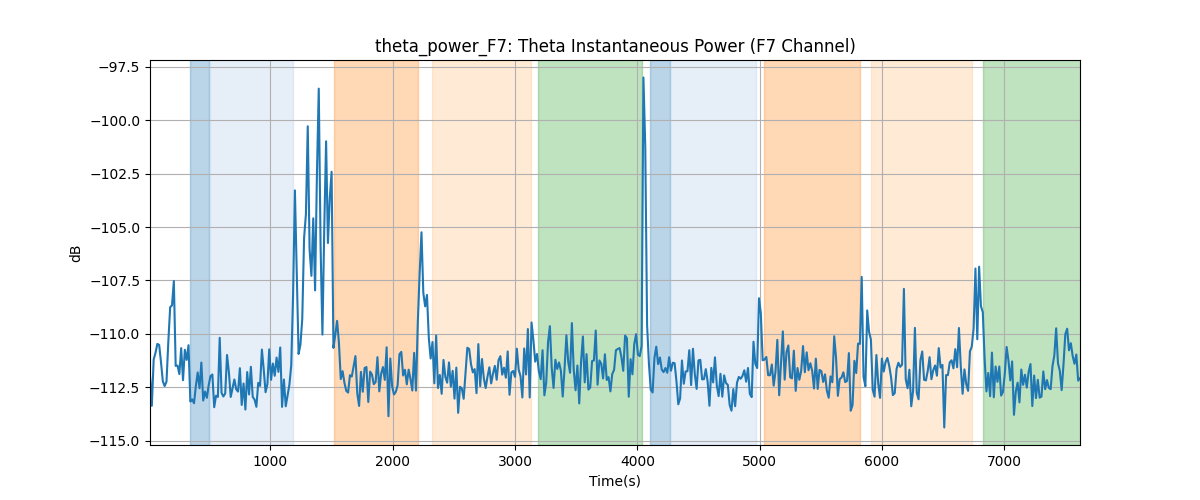 theta_power_F7: Theta Instantaneous Power (F7 Channel)
−97.5
−100.0
−102.5
−105.0
−107.5
−110.0
−112.5
−115.0
dB
1000 2000 3000 4000 5000 6000 7000
Time(s)